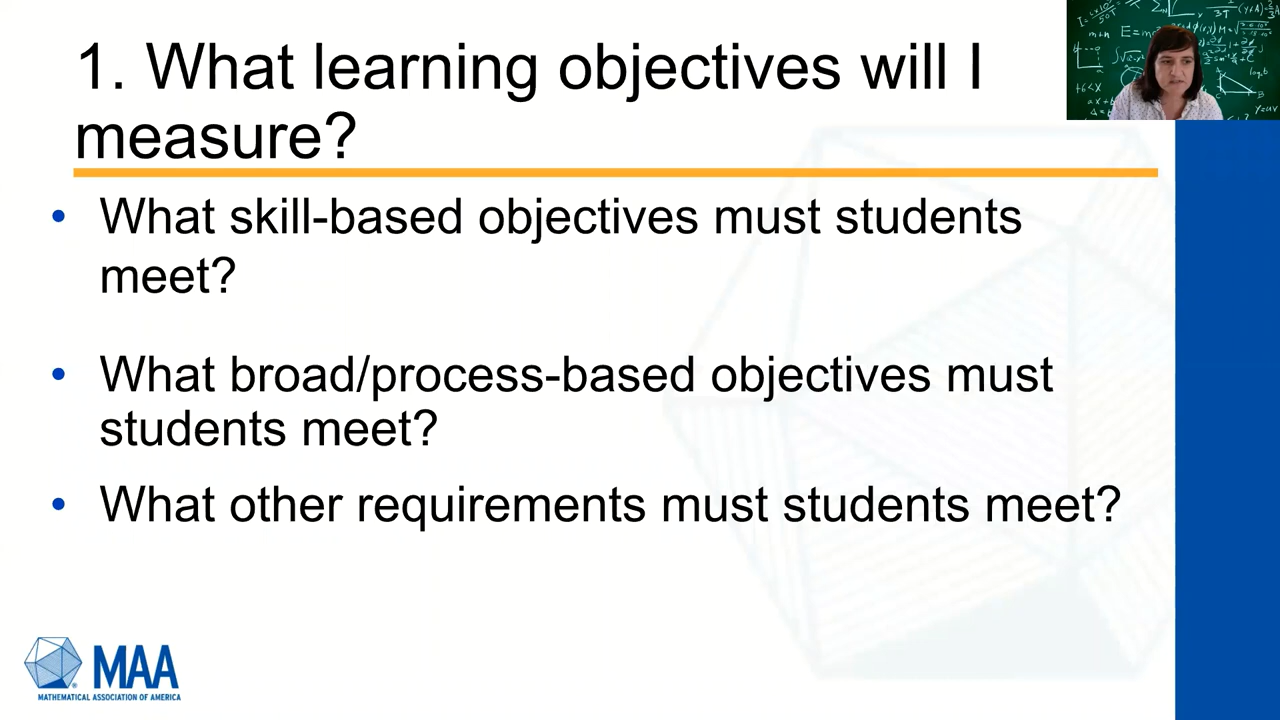 1. What learning objectives will I
measure?
• What skill-based objectives must students
meet?
• What broad/process-based objectives must
students meet?
• What other requirements must students meet?
MAA
MATHEMATICAL ASSOCIATION OF AMERICA